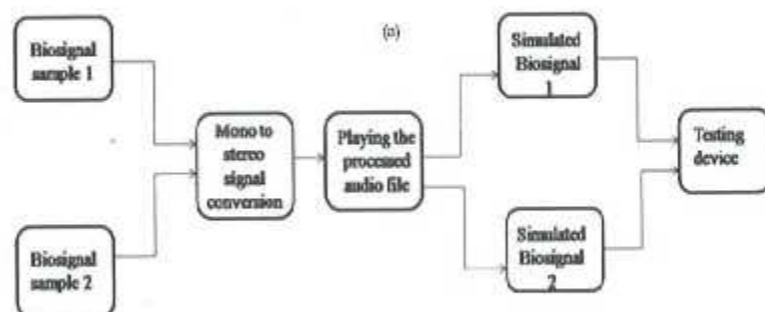 (a)
Biosignal
sample 1
Biosignal
sample 2
Mono to
stereo
signal
conversion
Playing the
processed
audio file
Simulated
Biosignal
1
Simulated
Biosignal
2
Testing
device